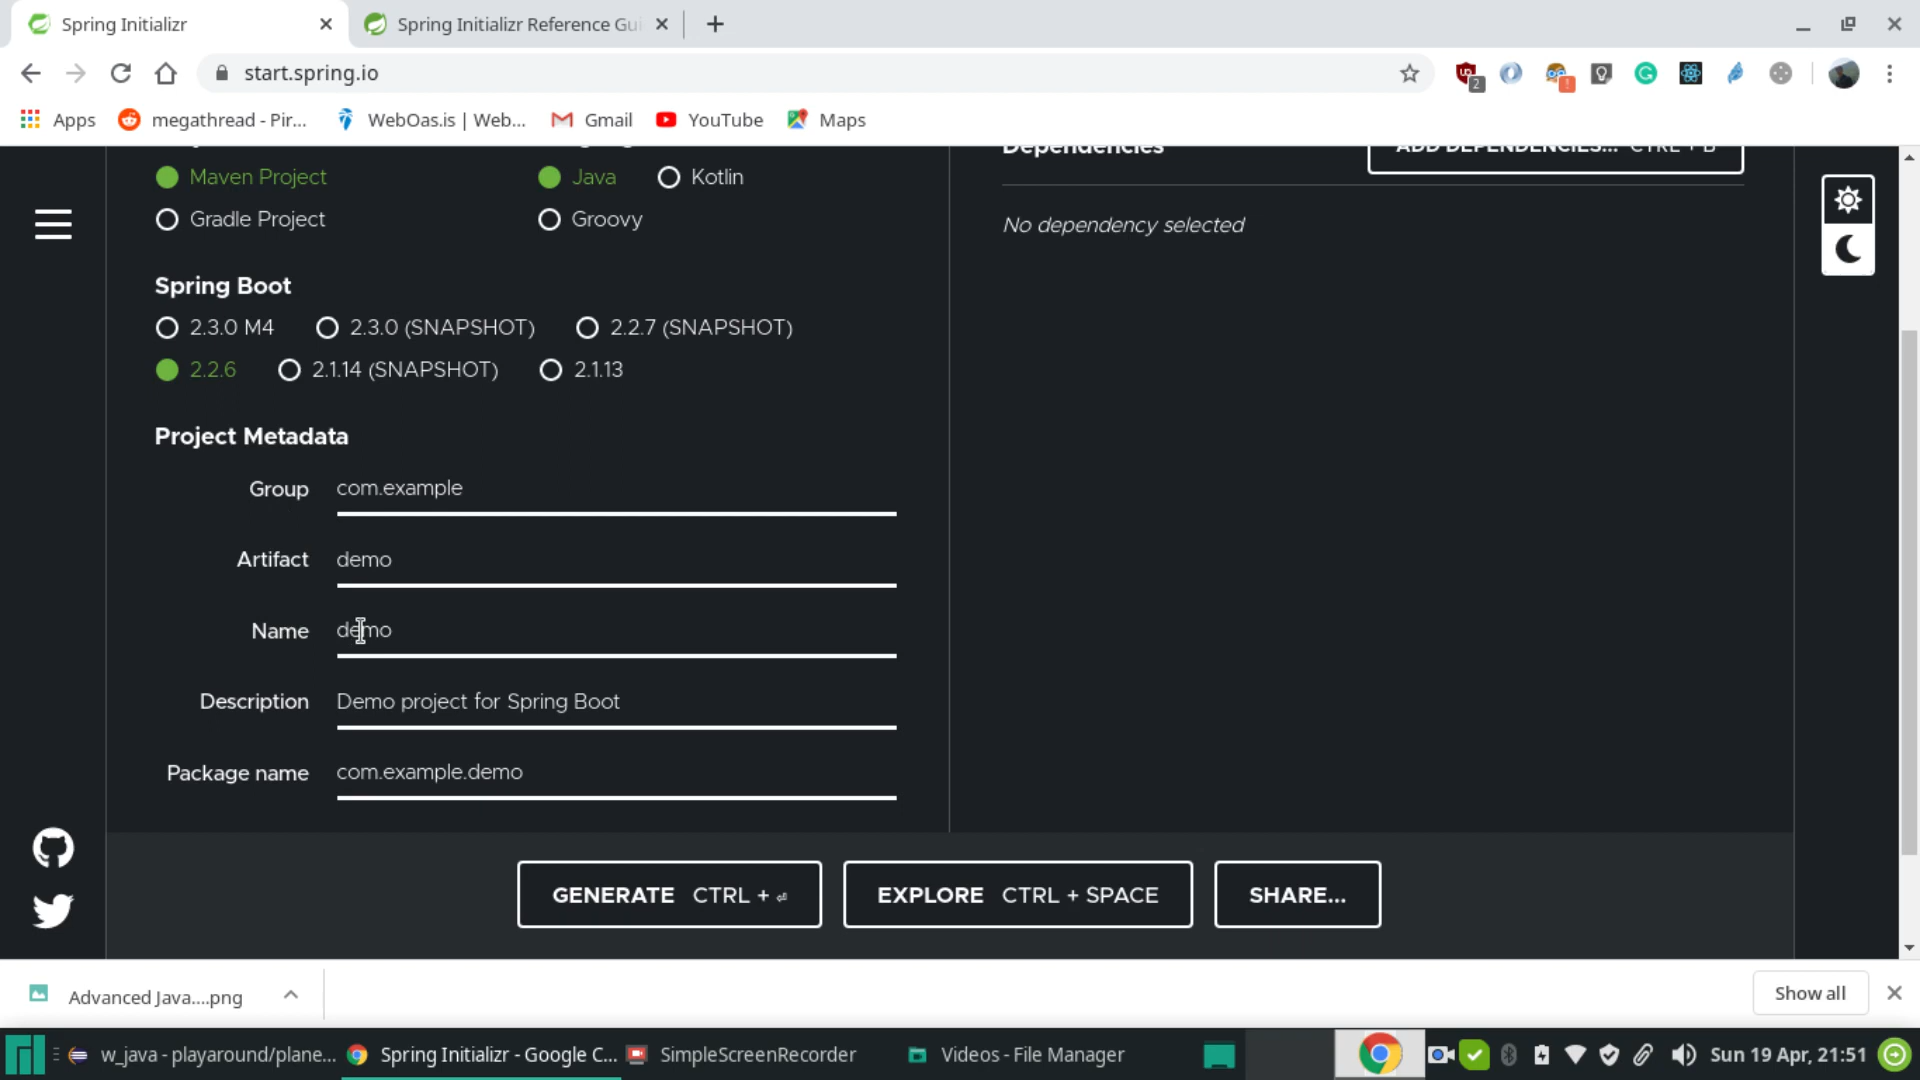 Spring Initializr
Spring Initializr Reference Gui
start.spring.io
2
!
Apps
megathread - Pir...
WebOas.is | Web...
Gmail
YouTube
Maps
Dependencies
ADD DEPENDENCIES... CTRL + B
Maven Project
Java
Kotlin
Gradle Project
Groovy
No dependency selected
Spring Boot
2.3.0 M4
2.3.0 (SNAPSHOT)
2.2.7 (SNAPSHOT)
2.2.6
2.1.14 (SNAPSHOT)
2.1.13
Project Metadata
Group com.example
Artifact demo
Name demo
Description Demo project for Spring Boot
Package name com.example.demo
GENERATE CTRL + ⏎
EXPLORE CTRL + SPACE
SHARE...
Advanced Java....png
Show all
w_java - playaround/plane...
Spring Initializr - Google C...
SimpleScreenRecorder
Videos - File Manager
Sun 19 Apr, 21:51